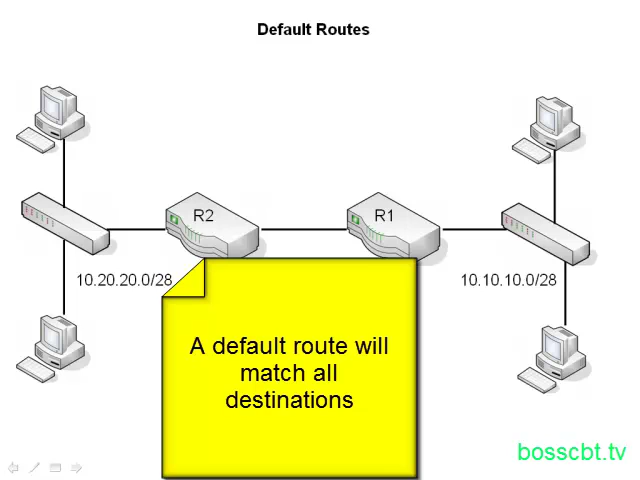 Default Routes
R2
R1
10.20.20.0/28
10.10.10.0/28
A default route will
match all
destinations
bosscbt.tv